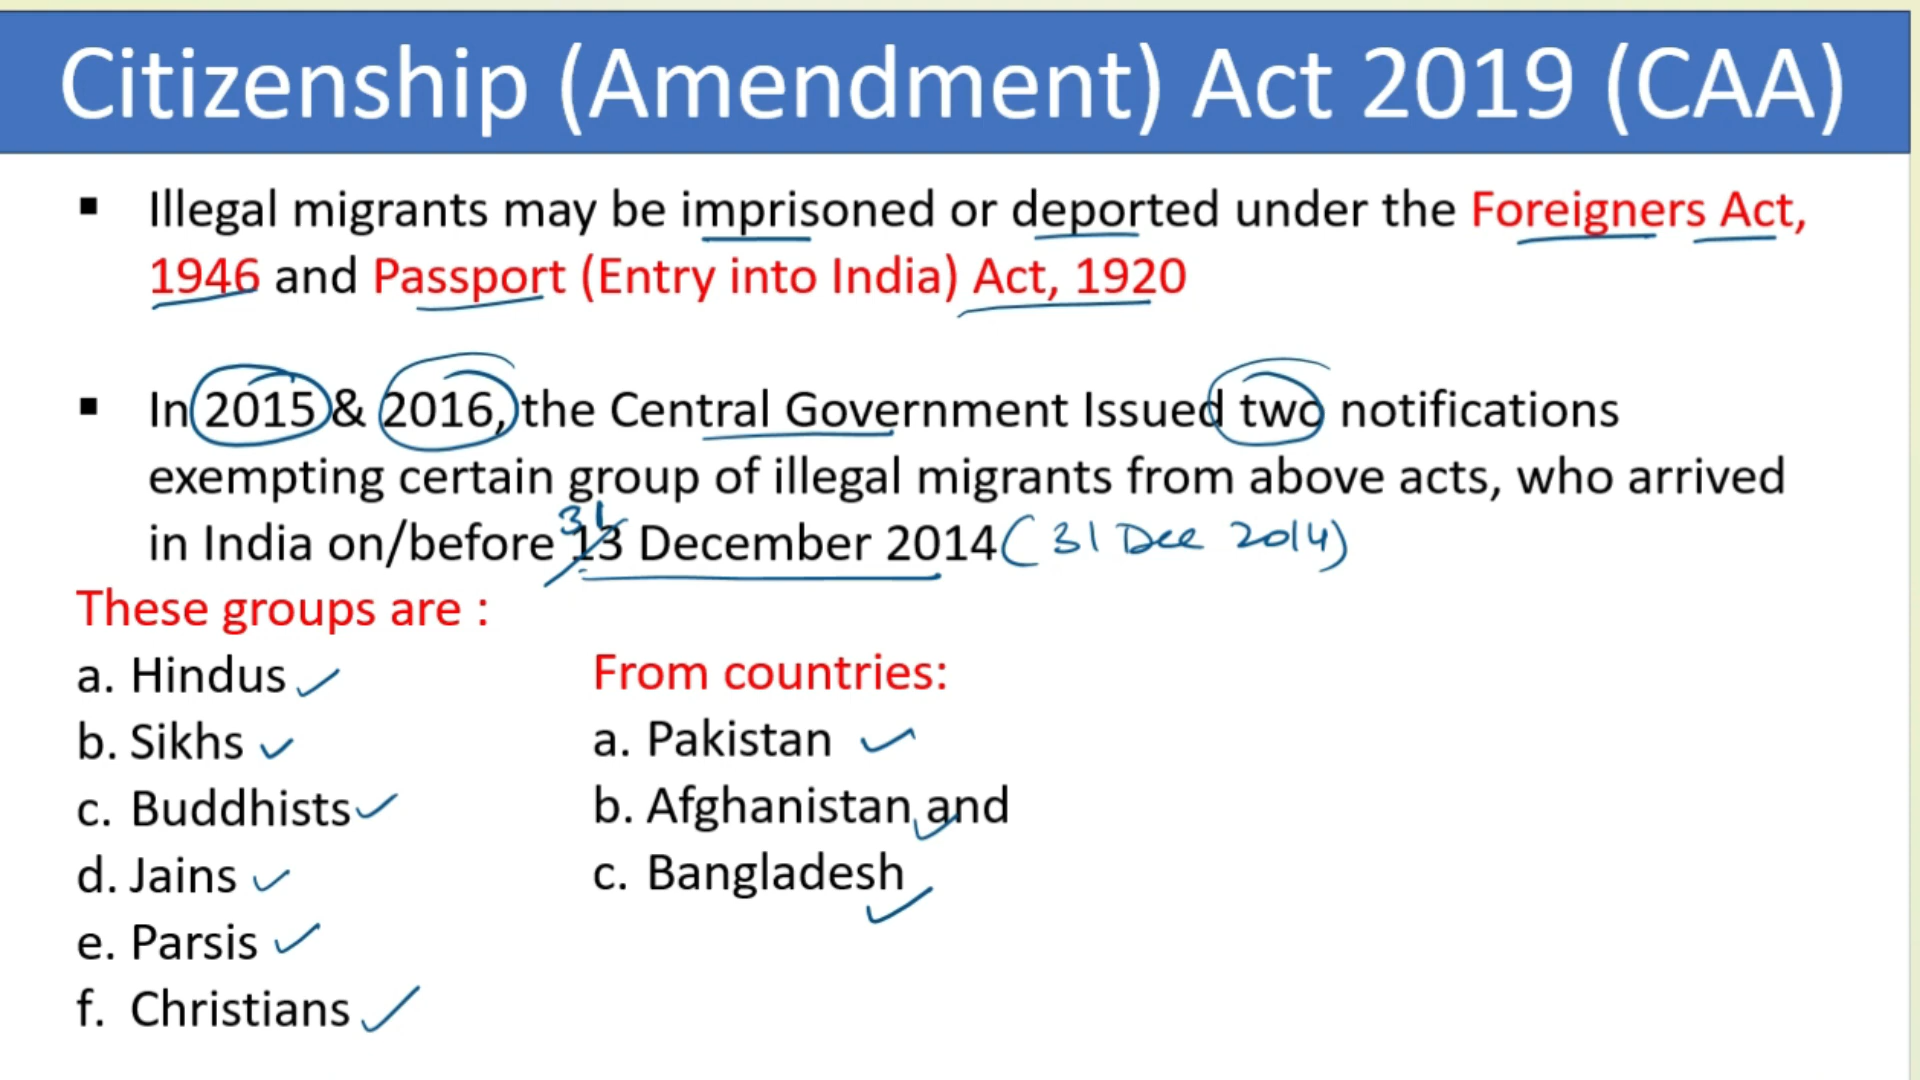 Citizenship (Amendment) Act 2019 (CAA)
▪ Illegal migrants may be imprisoned or deported under the Foreigners Act,
1946 and Passport (Entry into India) Act, 1920
▪ In 2015 & 2016, the Central Government Issued two notifications
exempting certain group of illegal migrants from above acts, who arrived
31
in India on/before 13 December 2014 (31 Dec 2014)
These groups are :
a. Hindus
b. Sikhs
c. Buddhists
d. Jains
e. Parsis
f. Christians
From countries:
a. Pakistan
b. Afghanistan and
c. Bangladesh